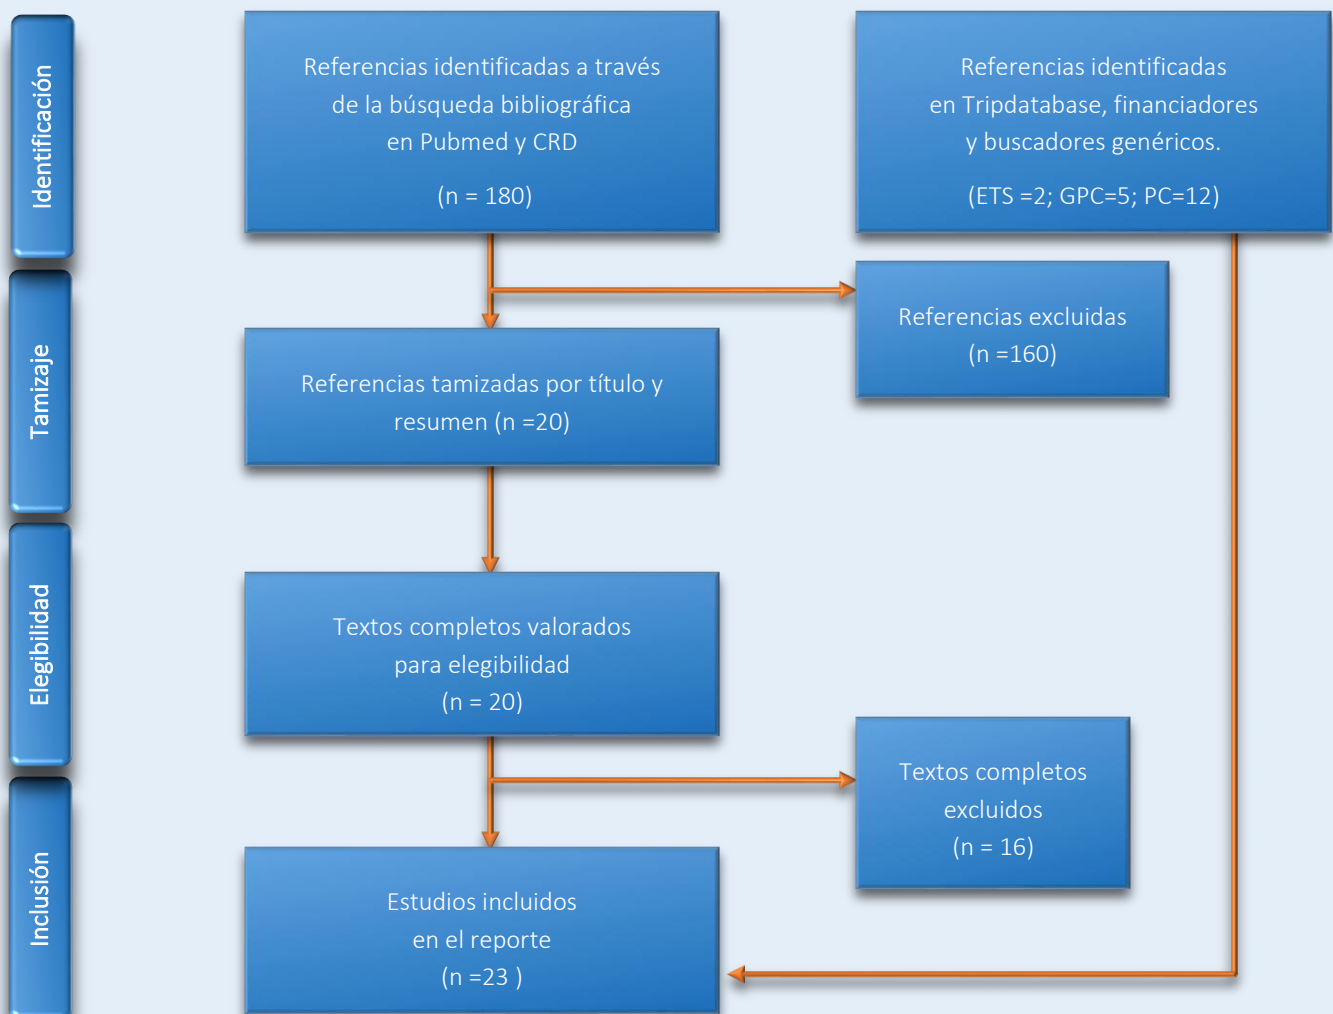 Identificación
Referencias identificadas a través
de la búsqueda bibliográfica
en Pubmed y CRD
(n = 180)
Referencias identificadas
en Tripdatabase, financiadores
y buscadores genéricos.
(ETS =2; GPC=5; PC=12)
Tamizaje
Referencias excluidas
(n =160)
Referencias tamizadas por título y
resumen (n =20)
Elegibilidad
Textos completos valorados
para elegibilidad
(n = 20)
Textos completos
excluidos
(n = 16)
Inclusión
Estudios incluidos
en el reporte
(n =23 )